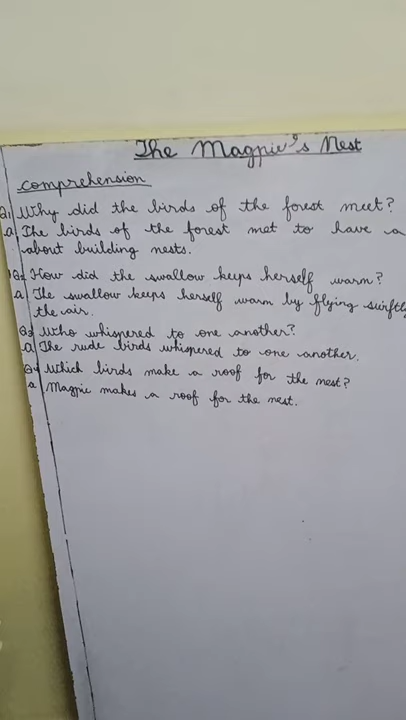 The Magpie's Nest
comprehension
Q1 Why did the birds of the forest meet?
a. The birds of the forest met to have a
about building nests.
Q2 How did the swallow keeps herself warm?
a. The swallow keeps herself warm by flying swiftly
the air.
Q3 Who whispered to one another?
a. The rude birds whispered to one another.
Q4 Which birds make a roof for the nest?
a Magpie makes a roof for the nest.